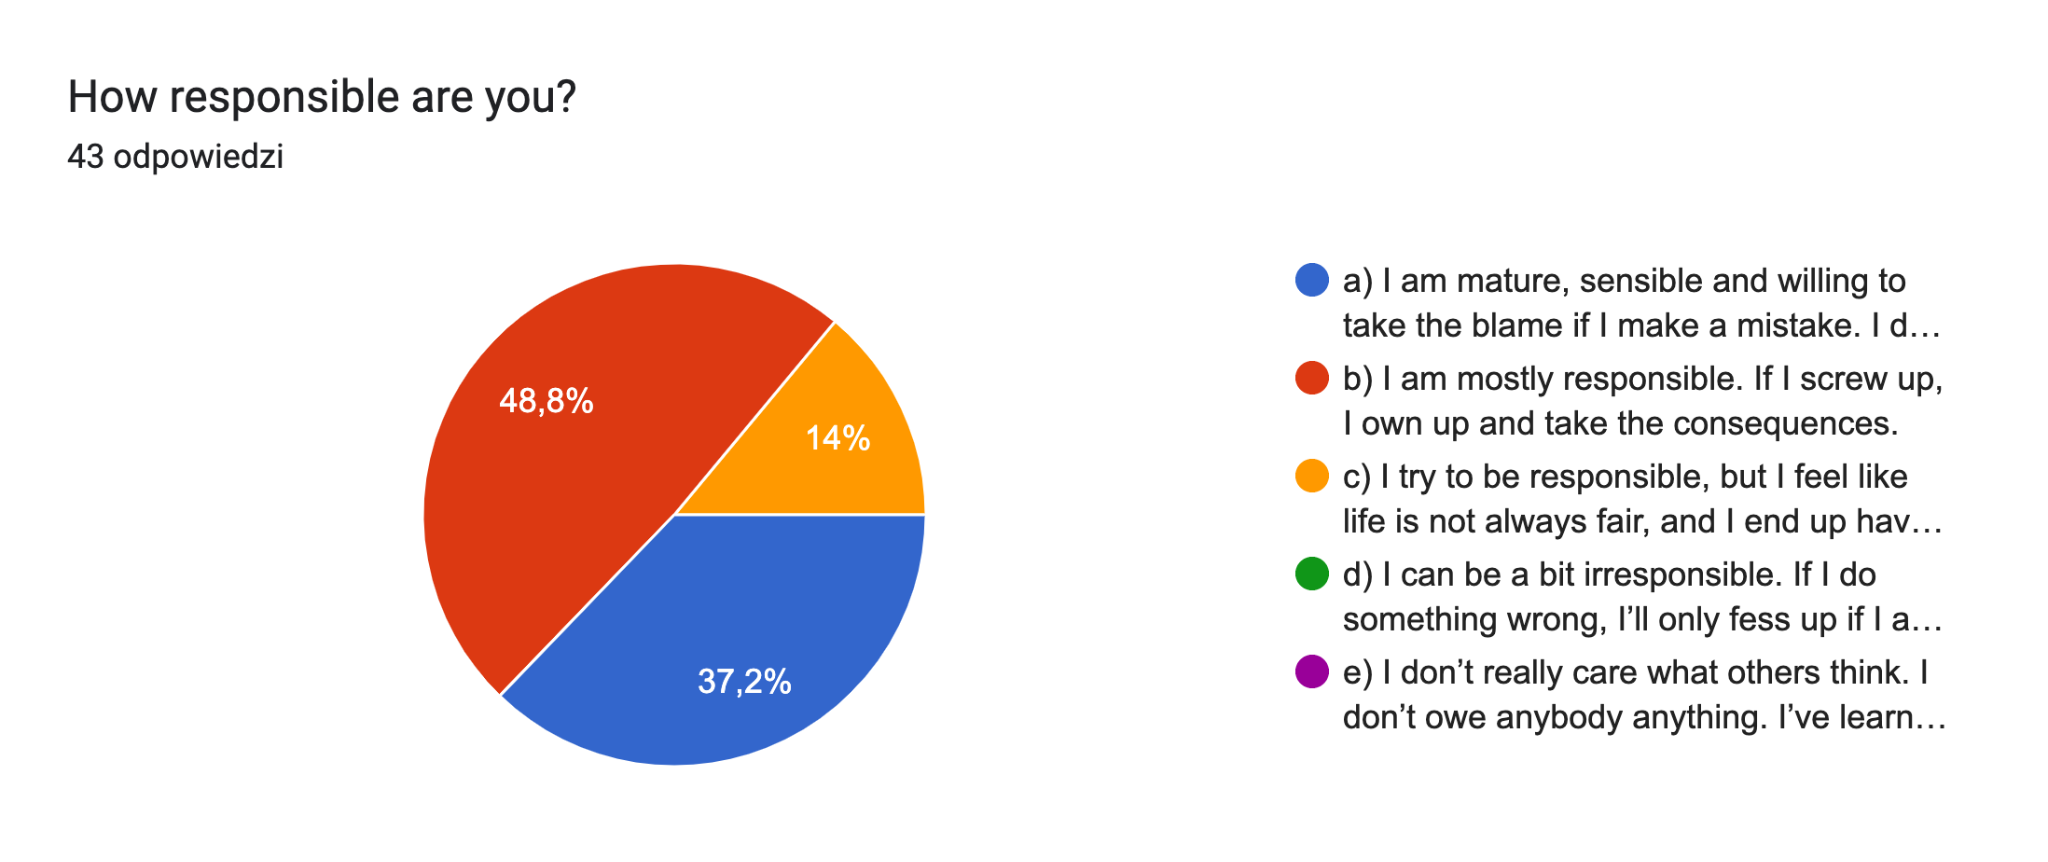 How responsible are you?
43 odpowiedzi
48,8%
14%
37,2%
a) I am mature, sensible and willing to
take the blame if I make a mistake. I d…
b) I am mostly responsible. If I screw up,
I own up and take the consequences.
c) I try to be responsible, but I feel like
life is not always fair, and I end up hav…
d) I can be a bit irresponsible. If I do
something wrong, I’ll only fess up if I a…
e) I don’t really care what others think. I
don’t owe anybody anything. I’ve learn…